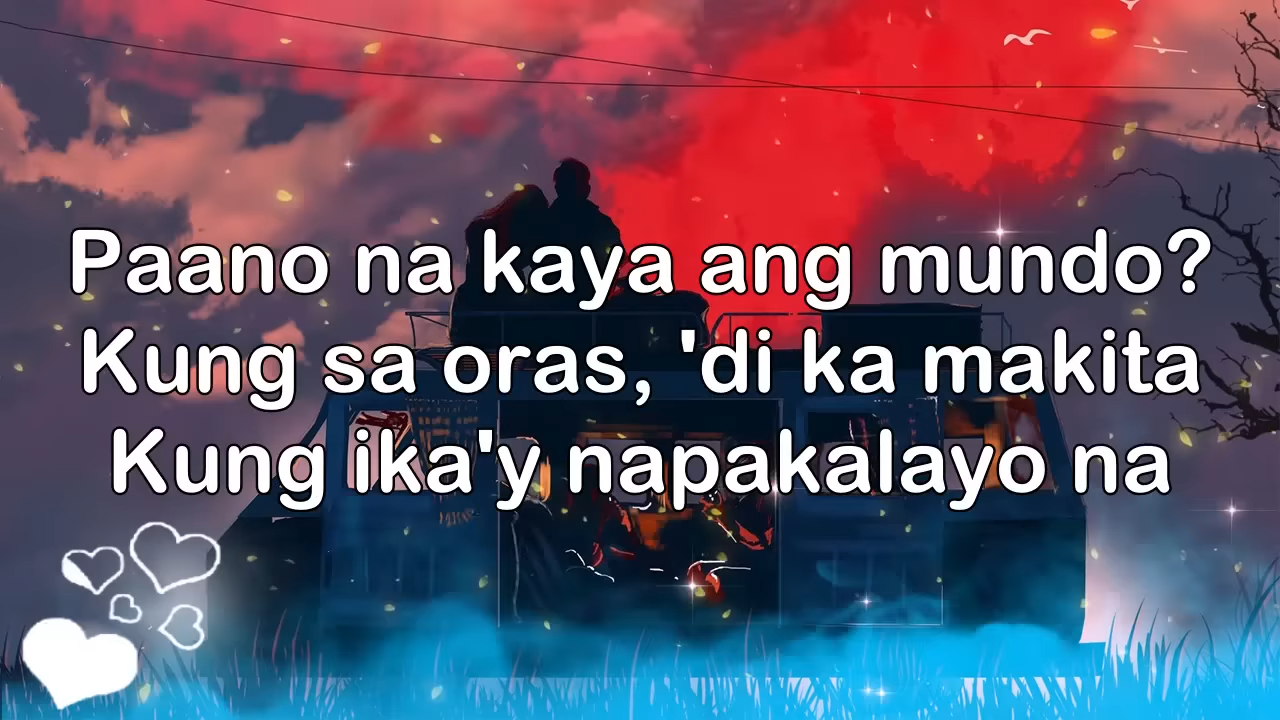 Paano na kaya ang mundo?
Kung sa oras, 'di ka makita
Kung ika'y napakalayo na